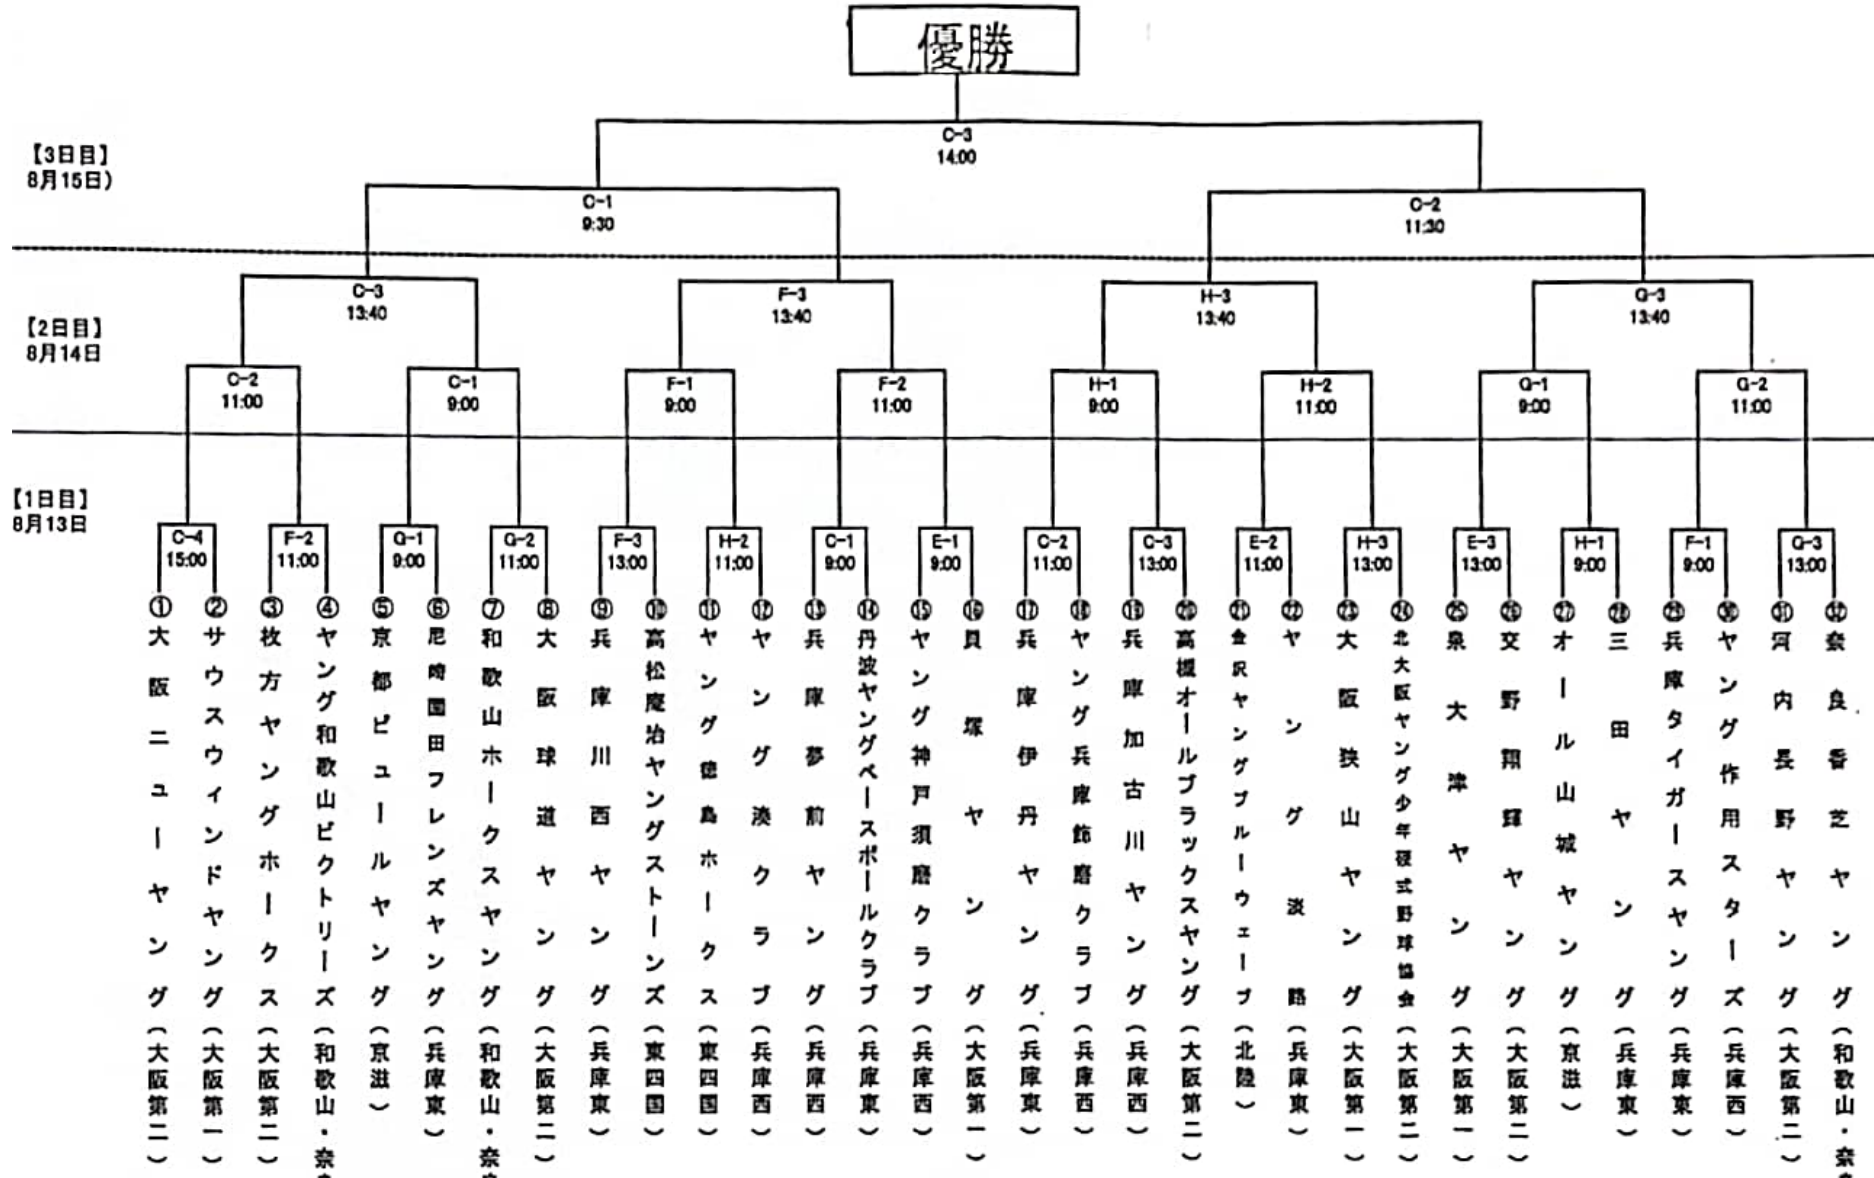 優勝
C-3
14:00
【3日目】
8月15日)
C-1
9:30
C-2
11:30
C-3
13:40
F-3
13:40
H-3
13:40
G-3
13:40
【2日目】
8月14日
C-2
11:00
C-1
9:00
F-1
9:00
F-2
11:00
H-1
9:00
H-2
11:00
G-1
9:00
G-2
11:00
【1日目】
8月13日
C-4
15:00
F-2
11:00
G-1
9:00
G-2
11:00
F-3
13:00
H-2
11:00
C-1
9:00
E-1
9:00
C-2
11:00
C-3
13:00
E-2
11:00
H-3
13:00
E-3
13:00
H-1
9:00
F-1
9:00
G-3
13:00
①大阪ニューヤング(大阪第二)
②サウスウィンドヤング(大阪第一)
③枚方ヤングホークス(大阪第二)
④ヤング和歌山ビクトリーズ(和歌山・奈
⑤京都ピュールヤング(京滋)
⑥尼崎園田フレンズヤング(兵庫東)
⑦和歌山ホークスヤング(和歌山・奈
⑧大阪球道ヤング(大阪第二)
⑨兵庫川西ヤング(兵庫東)
⑩高松庵治ヤングストーンズ(東四国)
⑪ヤング徳島ホークス(東四国)
⑫ヤング湊クラブ(兵庫西)
⑬兵庫夢前ヤング(兵庫西)
⑭丹波ヤングベースボールクラブ(兵庫東)
⑮ヤング神戸須磨クラブ(兵庫西)
⑯貝塚ヤング(大阪第一)
⑰兵庫伊丹ヤング(兵庫東)
⑱ヤング兵庫飾磨クラブ(兵庫西)
⑲兵庫加古川ヤング(兵庫西)
⑳高槻オールブラックスヤング(大阪第二)
㉑金沢ヤングブルーウェーブ(北陸)
㉒ヤング淡路(兵庫東)
㉓大阪狭山ヤング(大阪第一)
㉔北大阪ヤング少年硬式野球協会(大阪第二)
㉕泉大津ヤング(大阪第一)
㉖交野翔輝ヤング(大阪第二)
㉗オール山城ヤング(京滋)
㉘三田ヤング(兵庫東)
㉙兵庫タイガースヤング(兵庫東)
㉚ヤング作用スターズ(兵庫西)
㉛河内長野ヤング(大阪第二)
㉜奈良香芝ヤング(和歌山・奈